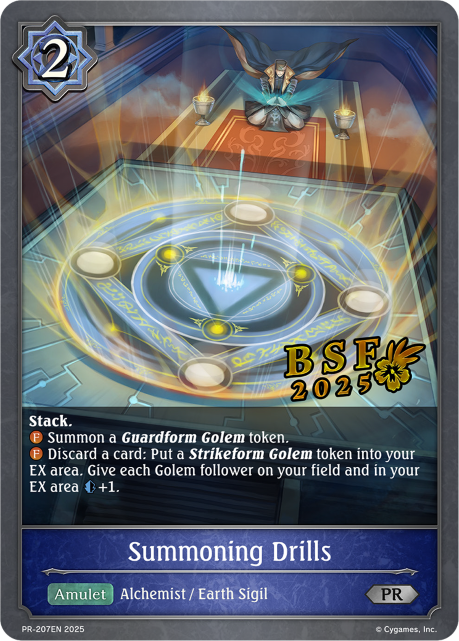 2
BSF
2025
Stack.
F Summon a Guardform Golem token.
F Discard a card: Put a Strikeform Golem token into your
EX area. Give each Golem follower on your field and in your
EX area +1.
Summoning Drills
Amulet Alchemist / Earth Sigil PR
PR-207EN 2025 © Cygames, Inc.